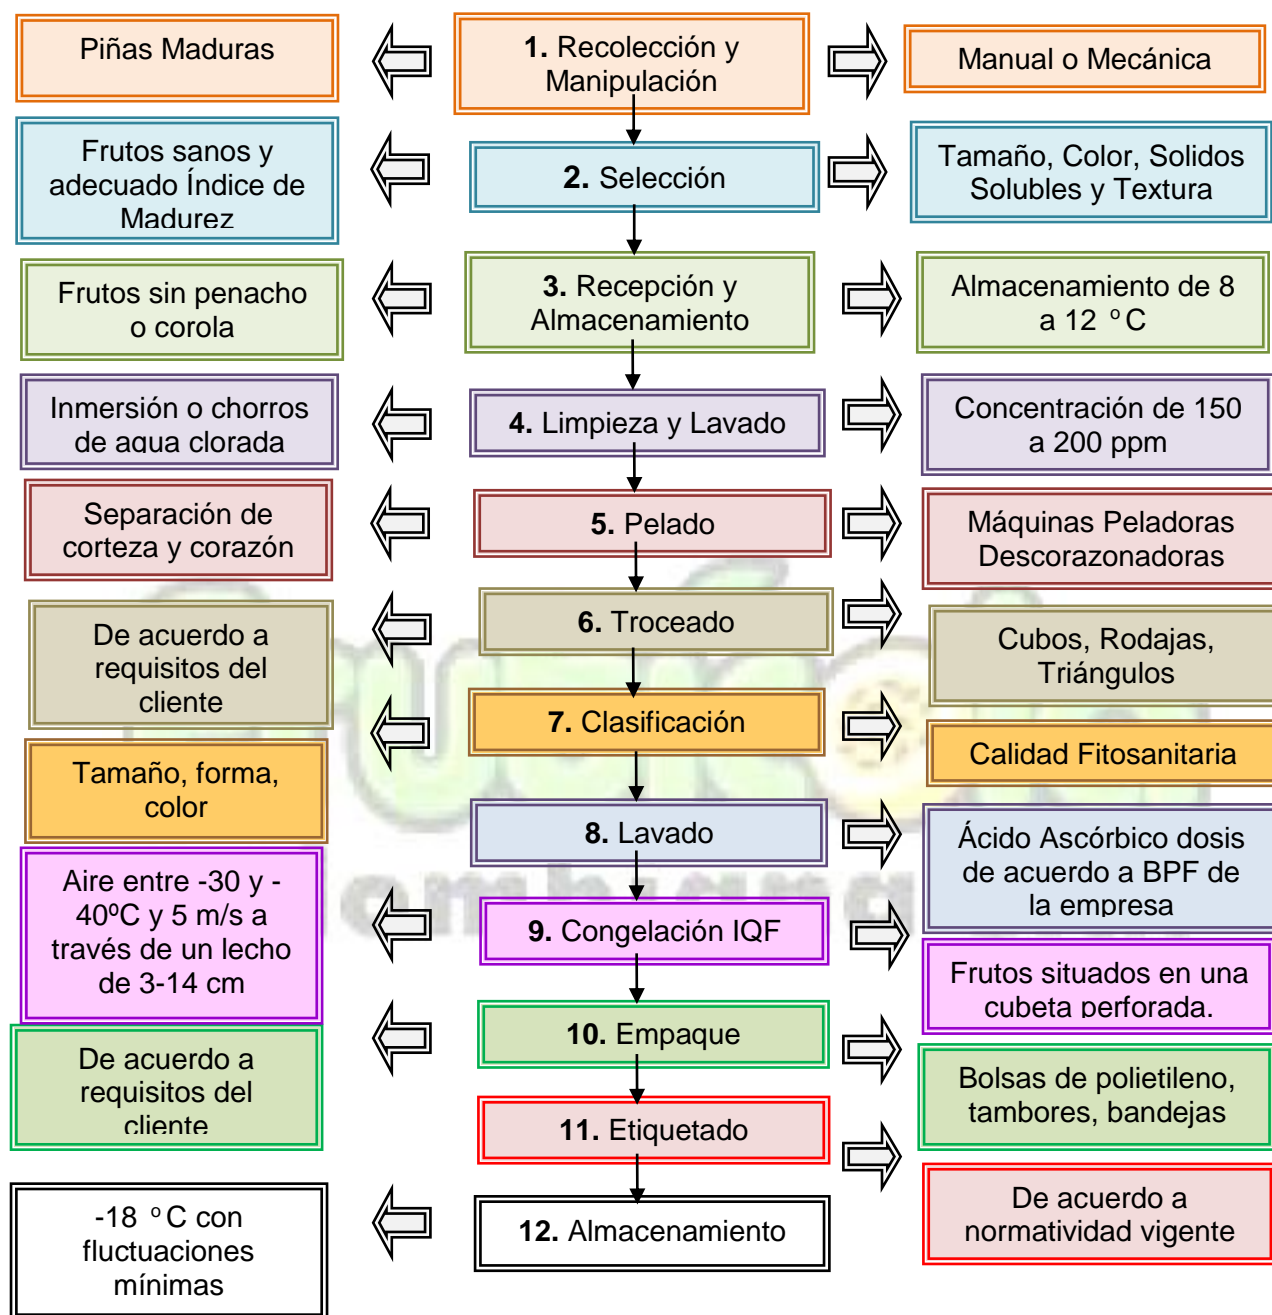 Piñas Maduras
1. Recolección y
Manipulación
Manual o Mecánica
Frutos sanos y
adecuado Índice de
Madurez
2. Selección
Tamaño, Color, Solidos
Solubles y Textura
Frutos sin penacho
o corola
3. Recepción y
Almacenamiento
Almacenamiento de 8
a 12 °C
Inmersión o chorros
de agua clorada
4. Limpieza y Lavado
Concentración de 150
a 200 ppm
Separación de
corteza y corazón
5. Pelado
Máquinas Peladoras
Descorazonadoras
De acuerdo a
requisitos del
cliente
6. Troceado
Cubos, Rodajas,
Triángulos
Tamaño, forma,
color
7. Clasificación
Calidad Fitosanitaria
8. Lavado
Ácido Ascórbico dosis
de acuerdo a BPF de
la empresa
Aire entre -30 y -
40ºC y 5 m/s a
través de un lecho
de 3-14 cm
9. Congelación IQF
Frutos situados en una
cubeta perforada.
De acuerdo a
requisitos del
cliente
10. Empaque
Bolsas de polietileno,
tambores, bandejas
11. Etiquetado
De acuerdo a
normatividad vigente
-18 °C con
fluctuaciones
mínimas
12. Almacenamiento